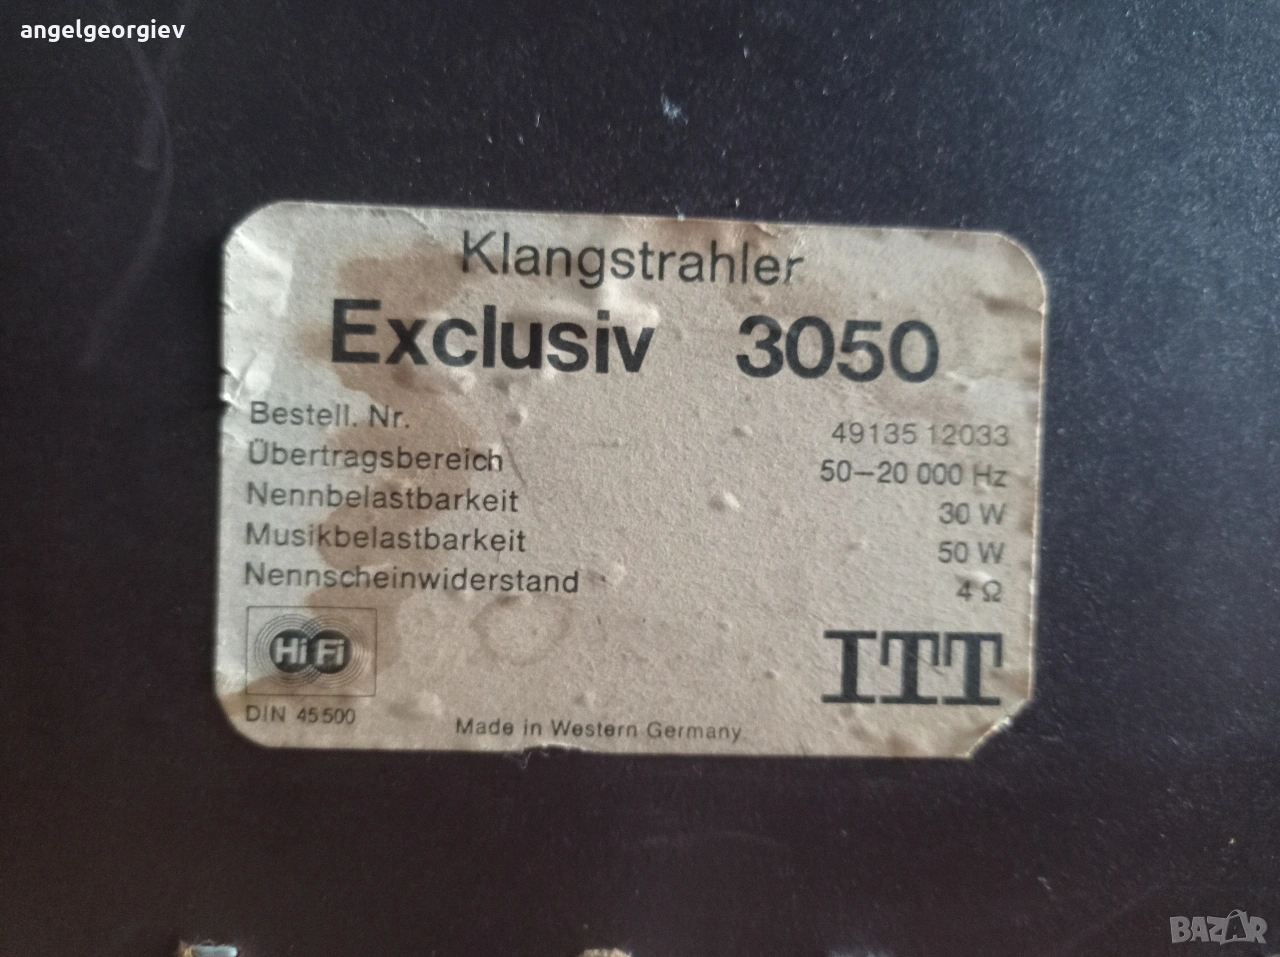 angelgeorgiev
Klangstrahler
Exclusiv 3050
Bestell. Nr. 49135 12033
Übertragsbereich 50–20 000 Hz
Nennbelastbarkeit 30 W
Musikbelastbarkeit 50 W
Nennscheinwiderstand 4 Ω
Hi Fi
ITT
DIN 45 500
Made in Western Germany
BAZAR